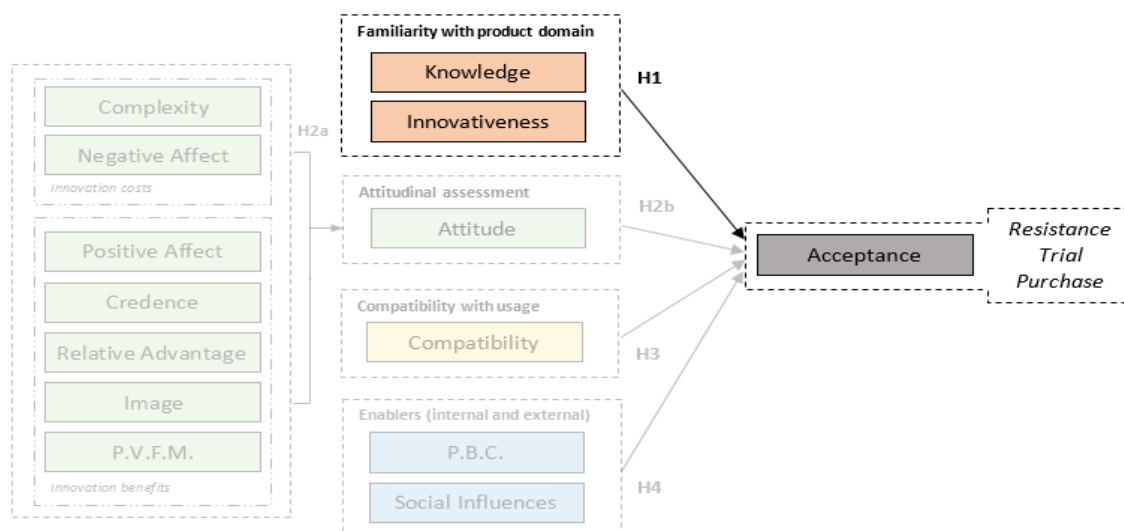 Familiarity with product domain
Knowledge
Innovativeness
H1
Complexity
Negative Affect
Innovation costs
H2a
Attitudinal assessment
Attitude
H2b
Positive Affect
Credence
Relative Advantage
Image
P.V.F.M.
Innovation benefits
Compatibility with usage
Compatibility
H3
Enablers (internal and external)
P.B.C.
Social Influences
H4
Acceptance
Resistance
Trial
Purchase